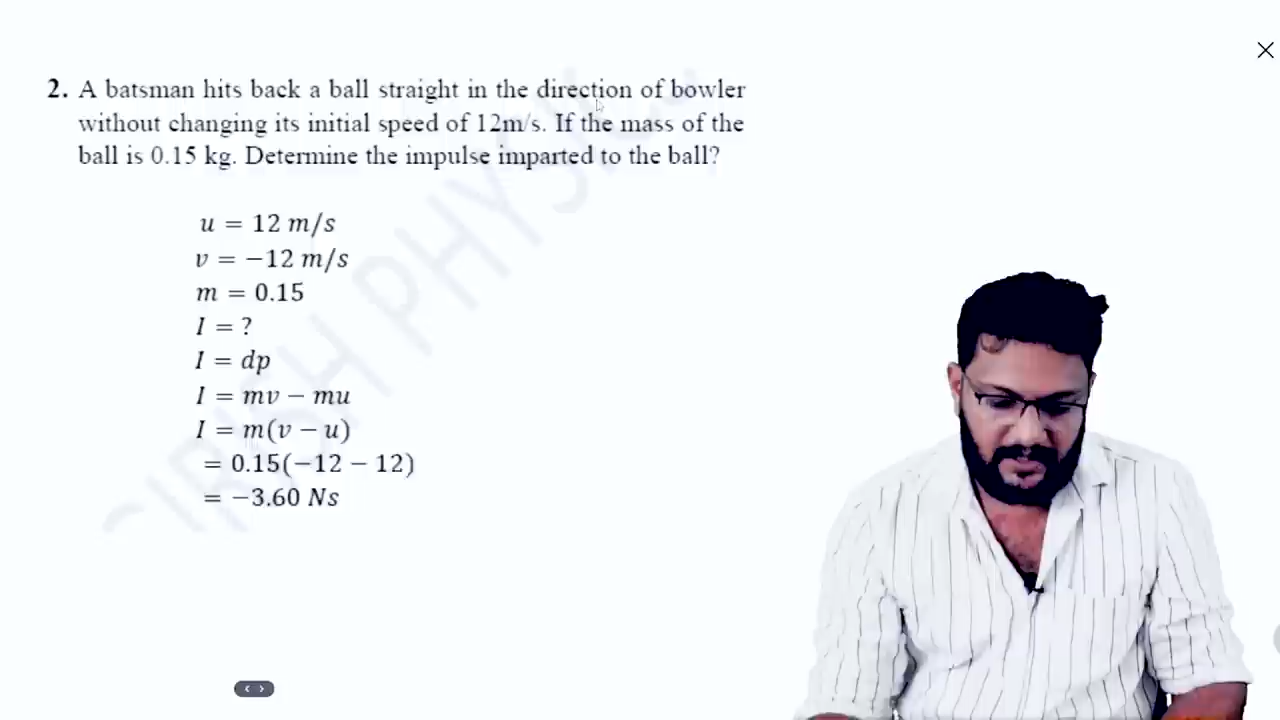 2. A batsman hits back a ball straight in the direction of bowler
without changing its initial speed of 12m/s. If the mass of the
ball is 0.15 kg. Determine the impulse imparted to the ball?
u = 12 m/s
v = −12 m/s
m = 0.15
I = ?
I = dp
I = mv − mu
I = m(v − u)
= 0.15(−12 − 12)
= −3.60 Ns